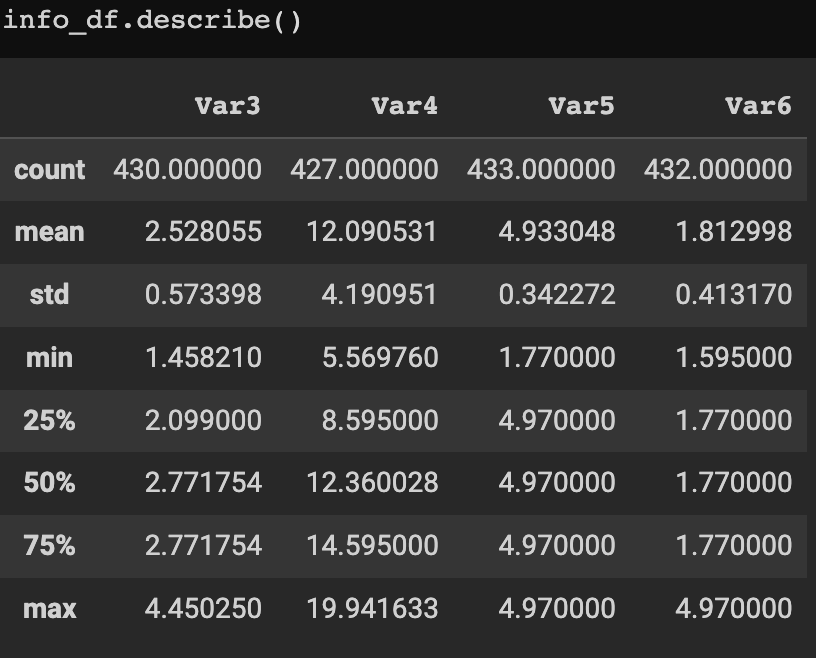 info_df.describe()
Var3 Var4 Var5 Var6
count 430.000000 427.000000 433.000000 432.000000
mean 2.528055 12.090531 4.933048 1.812998
std 0.573398 4.190951 0.342272 0.413170
min 1.458210 5.569760 1.770000 1.595000
25% 2.099000 8.595000 4.970000 1.770000
50% 2.771754 12.360028 4.970000 1.770000
75% 2.771754 14.595000 4.970000 1.770000
max 4.450250 19.941633 4.970000 4.970000